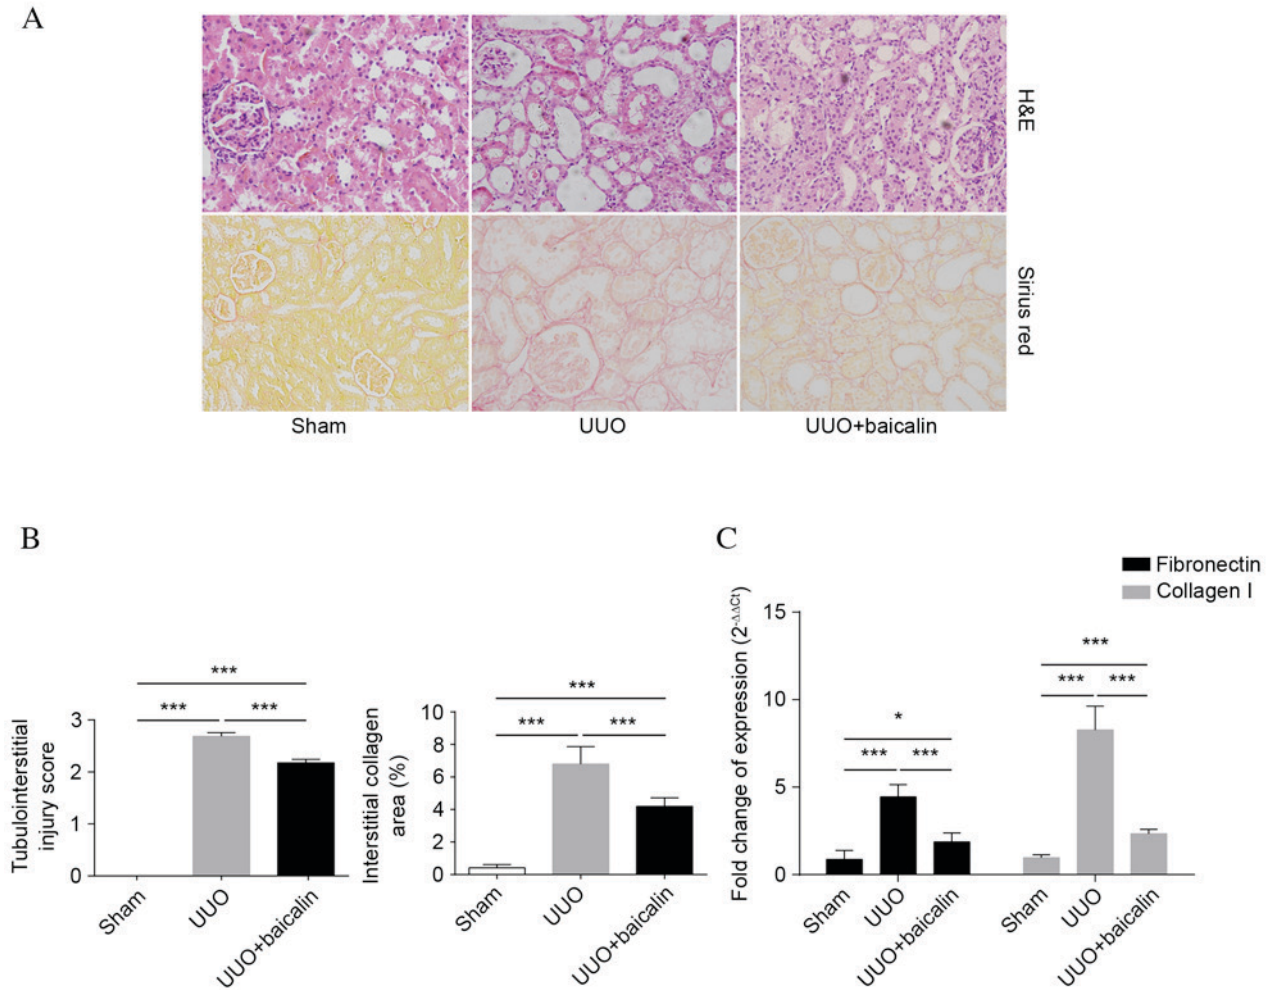 A
H&E
Sirius red
Sham
UUO
UUO+baicalin
B
***
***
***
3
2
1
0
Tubulointerstitial
injury score
Sham
UUO
UUO+baicalin
***
***
***
10
8
6
4
2
0
Interstitial collagen
area (%)
Sham
UUO
UUO+baicalin
C
Fibronectin
Collagen I
Fold change of expression (2-ΔΔCt)
15
10
5
0
*
***
***
***
***
***
Sham
UUO
UUO+baicalin
Sham
UUO
UUO+baicalin